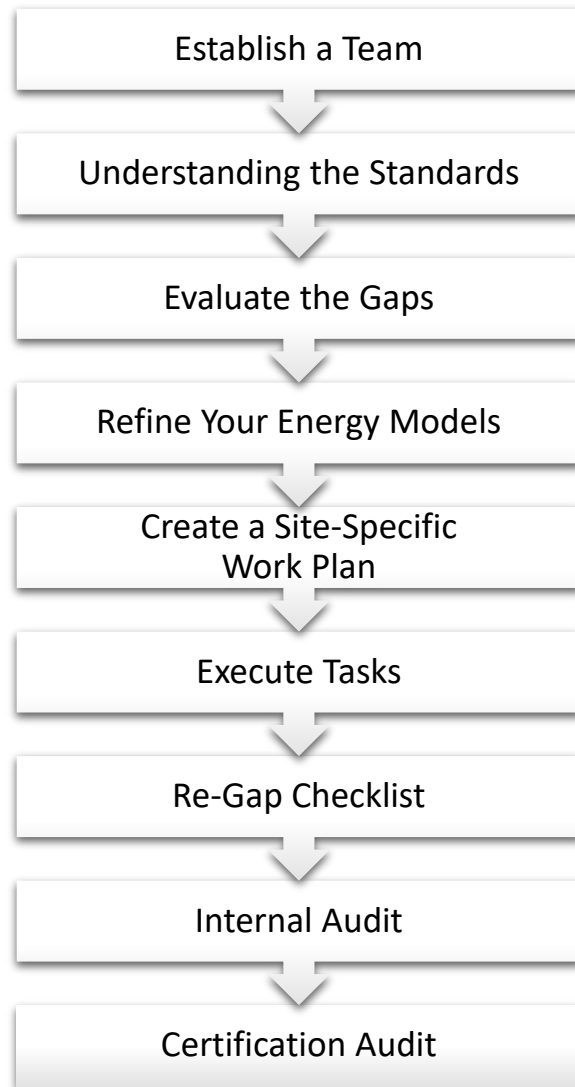 Establish a Team
Understanding the Standards
Evaluate the Gaps
Refine Your Energy Models
Create a Site-Specific
Work Plan
Execute Tasks
Re-Gap Checklist
Internal Audit
Certification Audit